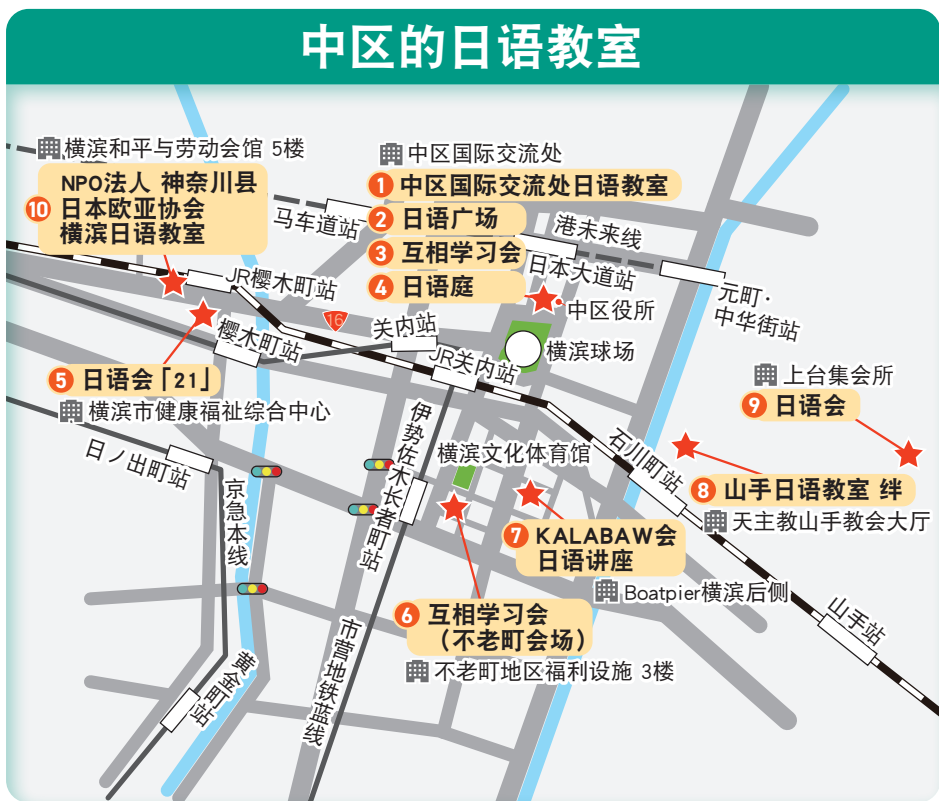 中区的日语教室
横滨和平与劳动会馆 5楼
10 NPO法人 神奈川县
日本欧亚协会
横滨日语教室
中区国际交流处
1 中区国际交流处日语教室
2 日语广场
3 互相学习会
4 日语庭
马车道站
港未来线
日本大道站
元町·
中华街站
中区役所
JR樱木町站
16
樱木町站
关内站
JR关内站
横滨球场
5 日语会「21」
横滨市健康福祉综合中心
上台集会所
9 日语会
日ノ出町站
京急本线
伊势佐木长者町站
横滨文化体育馆
石川町站
8 山手日语教室 绊
天主教山手教会大厅
7 KALABAW会
日语讲座
Boatpier横滨后侧
6 互相学习会
（不老町会场）
不老町地区福利设施 3楼
山手站
黄金町站
市营地铁蓝线